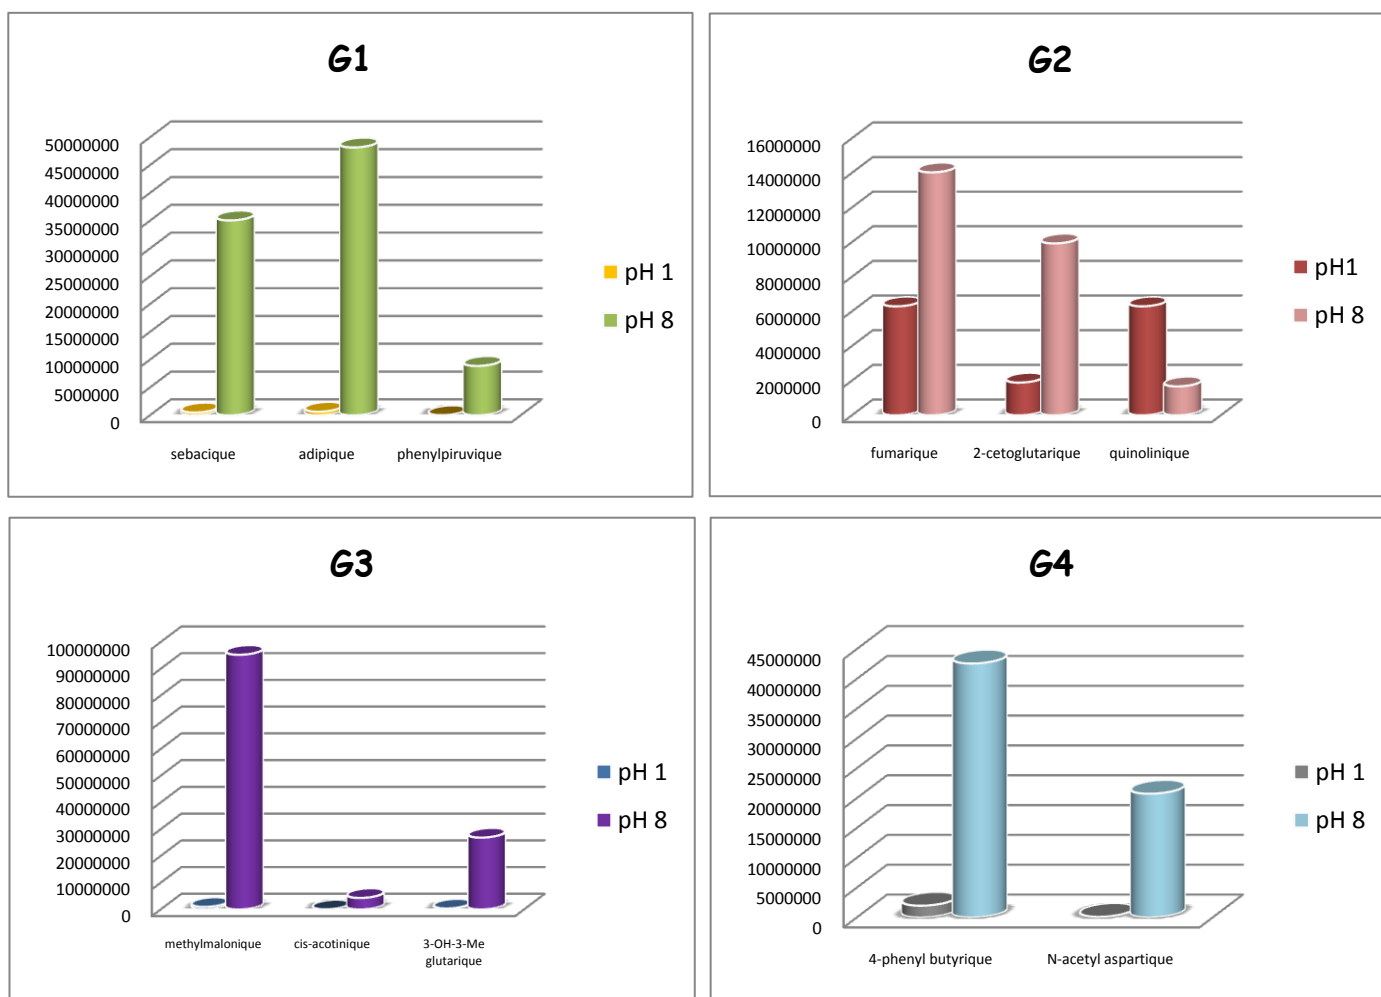 G1
50000000
45000000
40000000
35000000
30000000
25000000
20000000
15000000
10000000
5000000
0
sebacique adipique phenylpiruvique
pH 1
pH 8
G2
16000000
14000000
12000000
10000000
8000000
6000000
4000000
2000000
0
fumarique 2-cetoglutarique quinolinique
pH1
pH 8
G3
100000000
90000000
80000000
70000000
60000000
50000000
40000000
30000000
20000000
10000000
0
methylmalonique cis-acotinique 3-OH-3-Me
glutarique
pH 1
pH 8
G4
45000000
40000000
35000000
30000000
25000000
20000000
15000000
10000000
5000000
0
4-phenyl butyrique N-acetyl aspartique
pH 1
pH 8